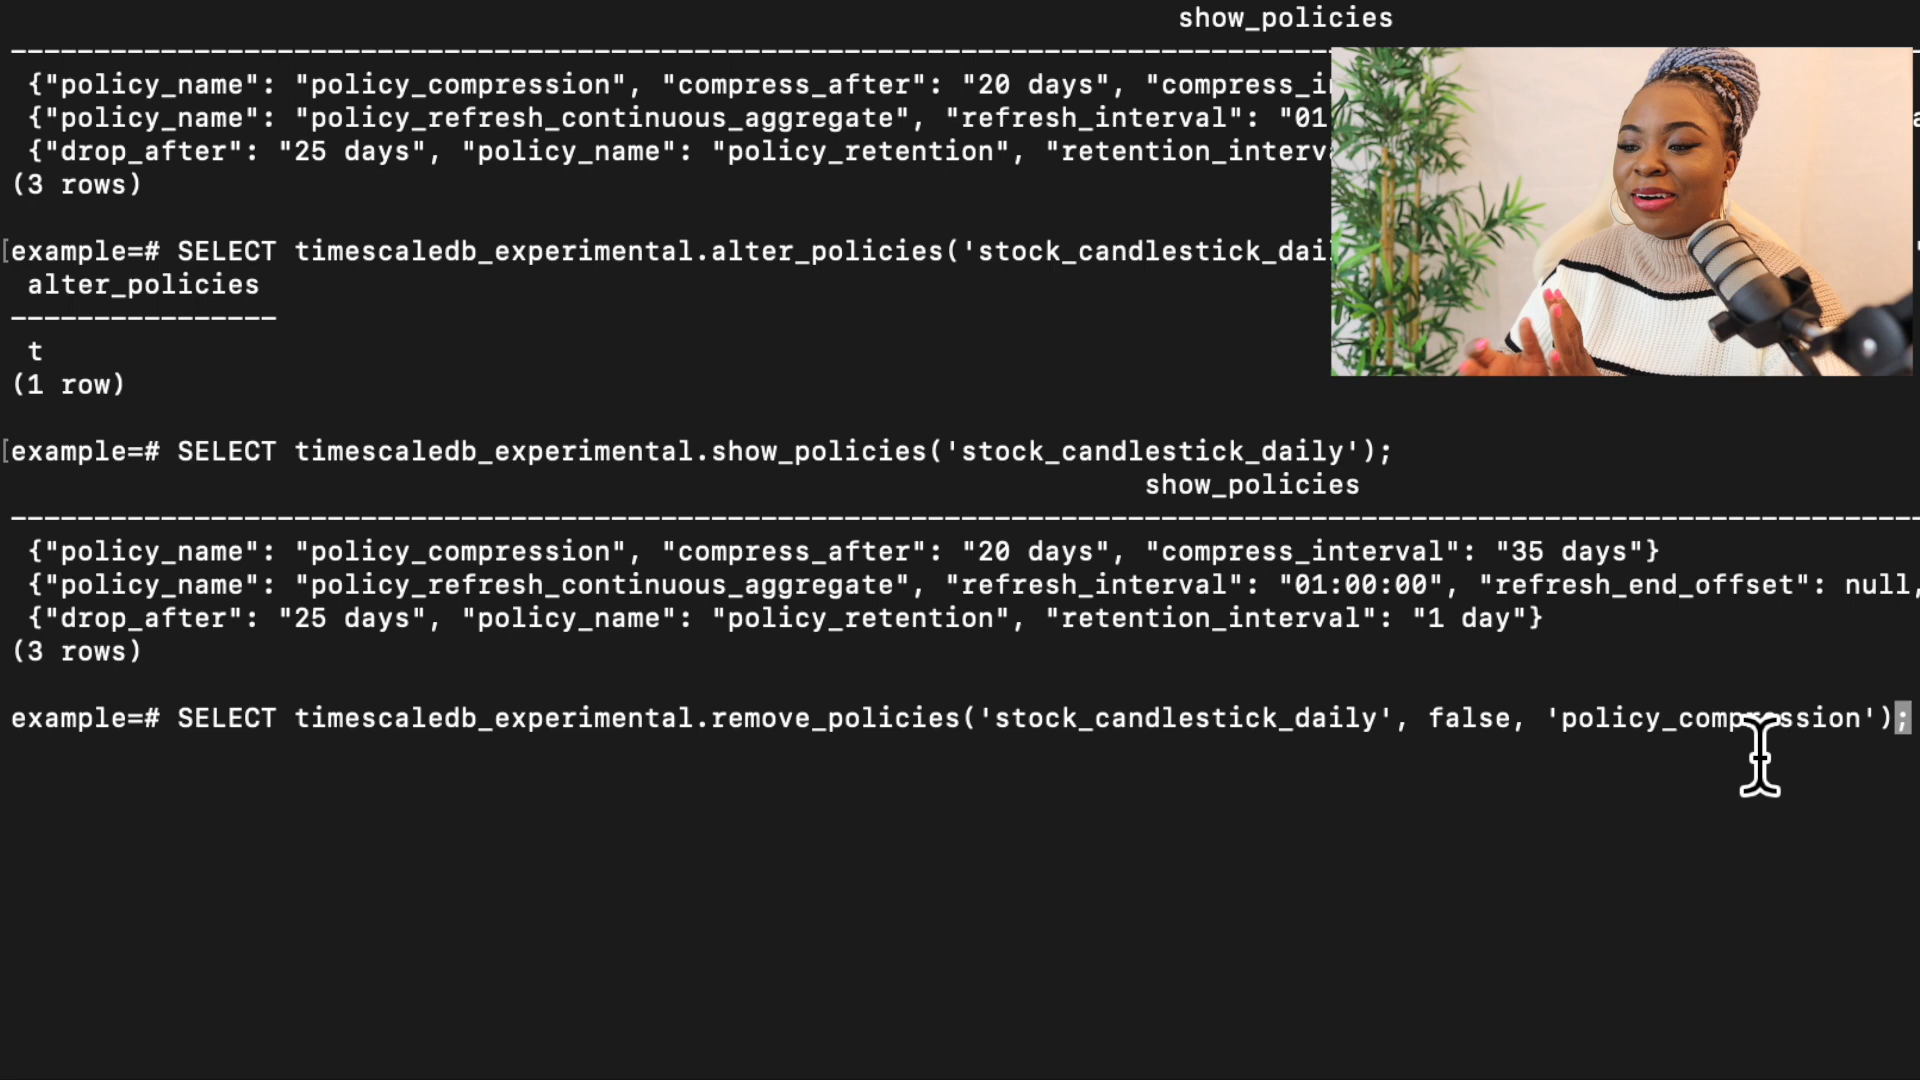 show_policies
{"policy_name": "policy_compression", "compress_after": "20 days", "compress_i
{"policy_name": "policy_refresh_continuous_aggregate", "refresh_interval": "01
{"drop_after": "25 days", "policy_name": "policy_retention", "retention_interv
(3 rows)
[example=# SELECT timescaledb_experimental.alter_policies('stock_candlestick_dail
alter_policies
----------------
t
(1 row)
[example=# SELECT timescaledb_experimental.show_policies('stock_candlestick_daily');
show_policies
{"policy_name": "policy_compression", "compress_after": "20 days", "compress_interval": "35 days"}
{"policy_name": "policy_refresh_continuous_aggregate", "refresh_interval": "01:00:00", "refresh_end_offset": null,
{"drop_after": "25 days", "policy_name": "policy_retention", "retention_interval": "1 day"}
(3 rows)
example=# SELECT timescaledb_experimental.remove_policies('stock_candlestick_daily', false, 'policy_compression');